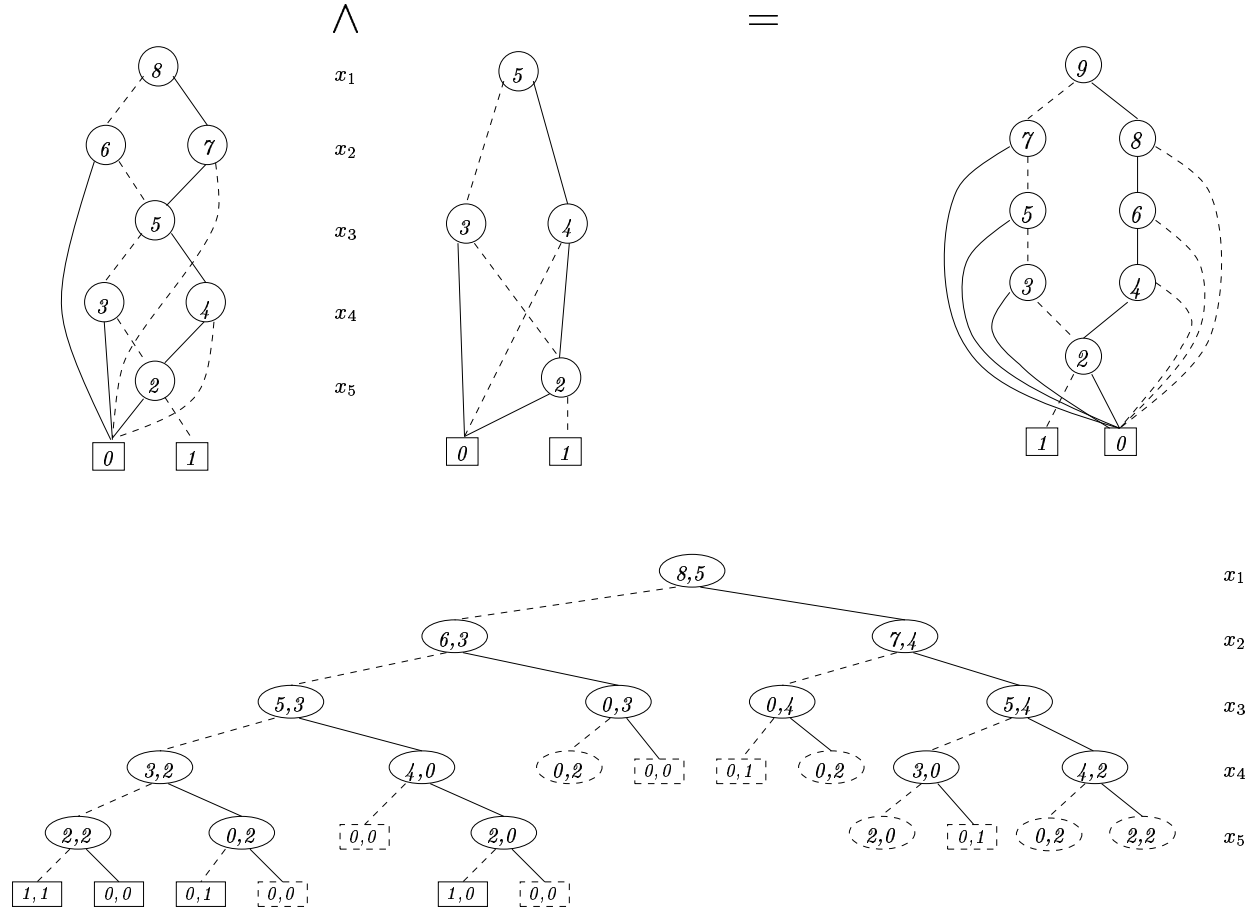 ∧ =
8 x₁ 5 9
6 7 x₂ 7 8
5 x₃ 3 4 5 6
3 4 x₄ 3 4
2 x₅ 2 2
0 1 0 1 1 0
8,5 x₁
6,3 7,4 x₂
5,3 0,3 0,4 5,4 x₃
3,2 4,0 0,2 0,0 0,1 0,2 3,0 4,2 x₄
2,2 0,2 0,0 2,0 2,0 0,1 0,2 2,2 x₅
1,1 0,0 0,1 0,0 1,0 0,0